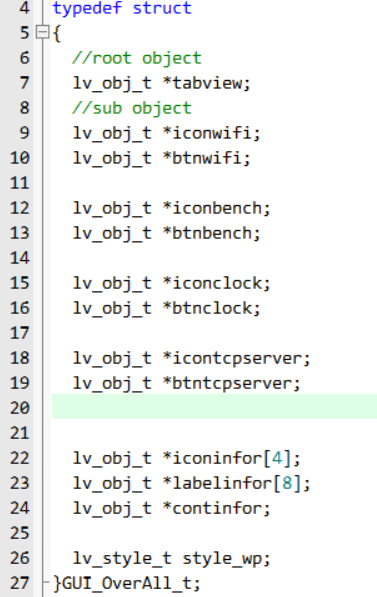 4 typedef struct
5 {
6 //root object
7 lv_obj_t *tabview;
8 //sub object
9 lv_obj_t *iconwifi;
10 lv_obj_t *btnwifi;
11
12 lv_obj_t *iconbench;
13 lv_obj_t *btnbench;
14
15 lv_obj_t *iconclock;
16 lv_obj_t *btnclock;
17
18 lv_obj_t *icontcpserver;
19 lv_obj_t *btntcpserver;
20
21
22 lv_obj_t *iconinfor[4];
23 lv_obj_t *labelinfor[8];
24 lv_obj_t *continfor;
25
26 lv_style_t style_wp;
27 }GUI_OverAll_t;